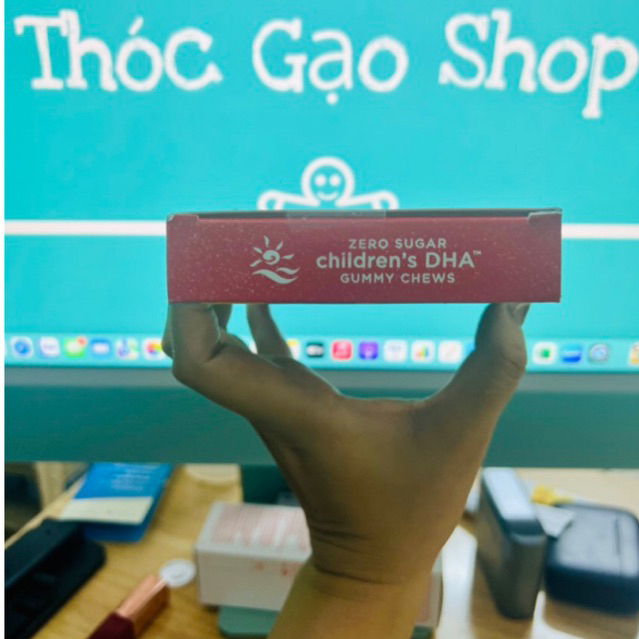 Thóc Gạo Shop
ZERO SUGAR
children's DHA™
GUMMY CHEWS